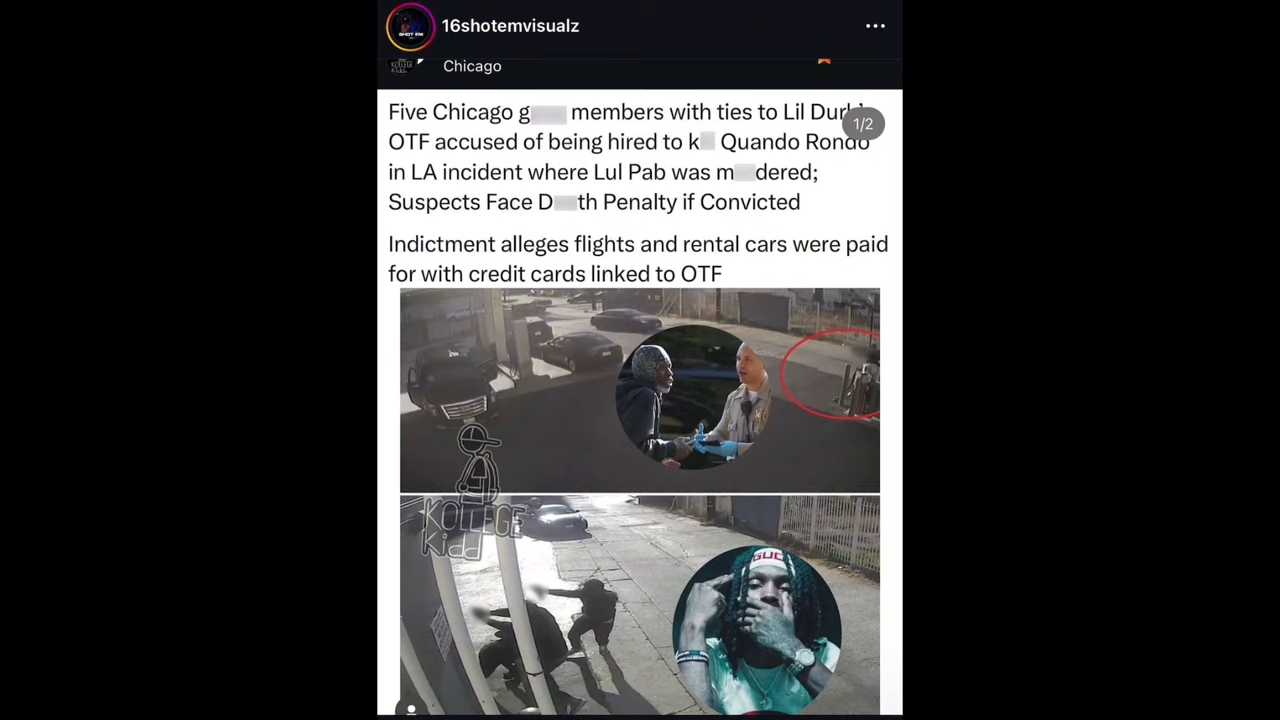 16shotemvisualz
Chicago
Five Chicago g members with ties to Lil Durk's
1/2
OTF accused of being hired to k Quando Rondo
in LA incident where Lul Pab was m dered;
Suspects Face D th Penalty if Convicted
Indictment alleges flights and rental cars were paid
for with credit cards linked to OTF
KOLLEGE
Kidd
GUC